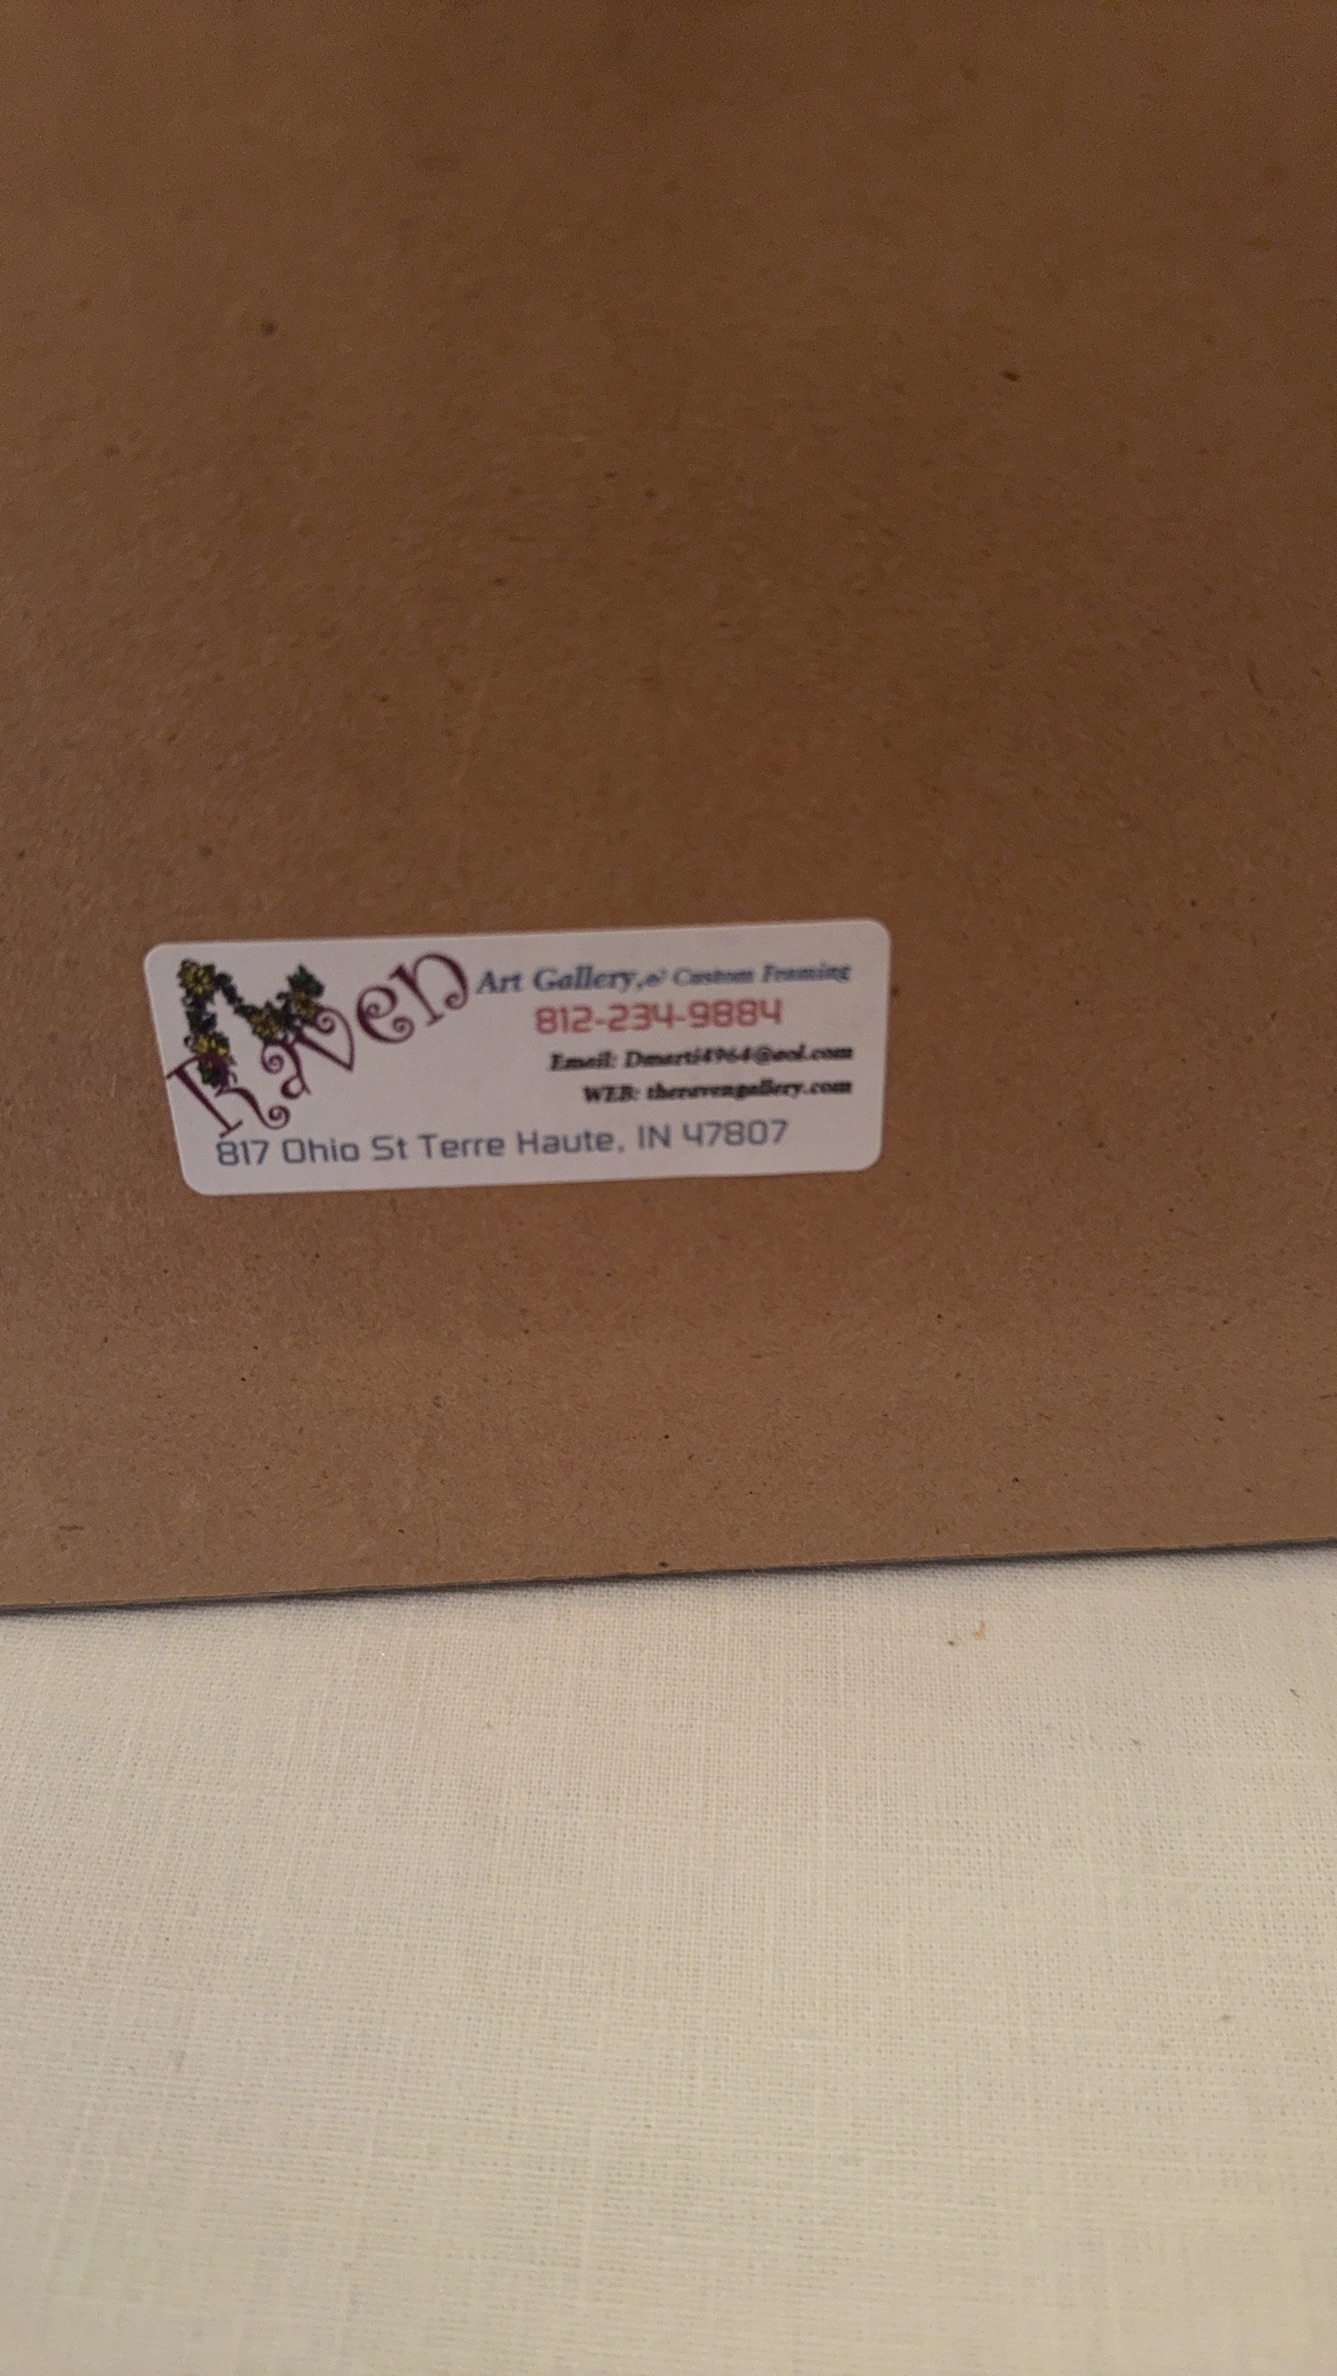 Raven Art Gallery, & Custom Framing
812-234-9884
Email: Dmarti4964@aol.com
WEB: theravengallery.com
817 Ohio St Terre Haute, IN 47807